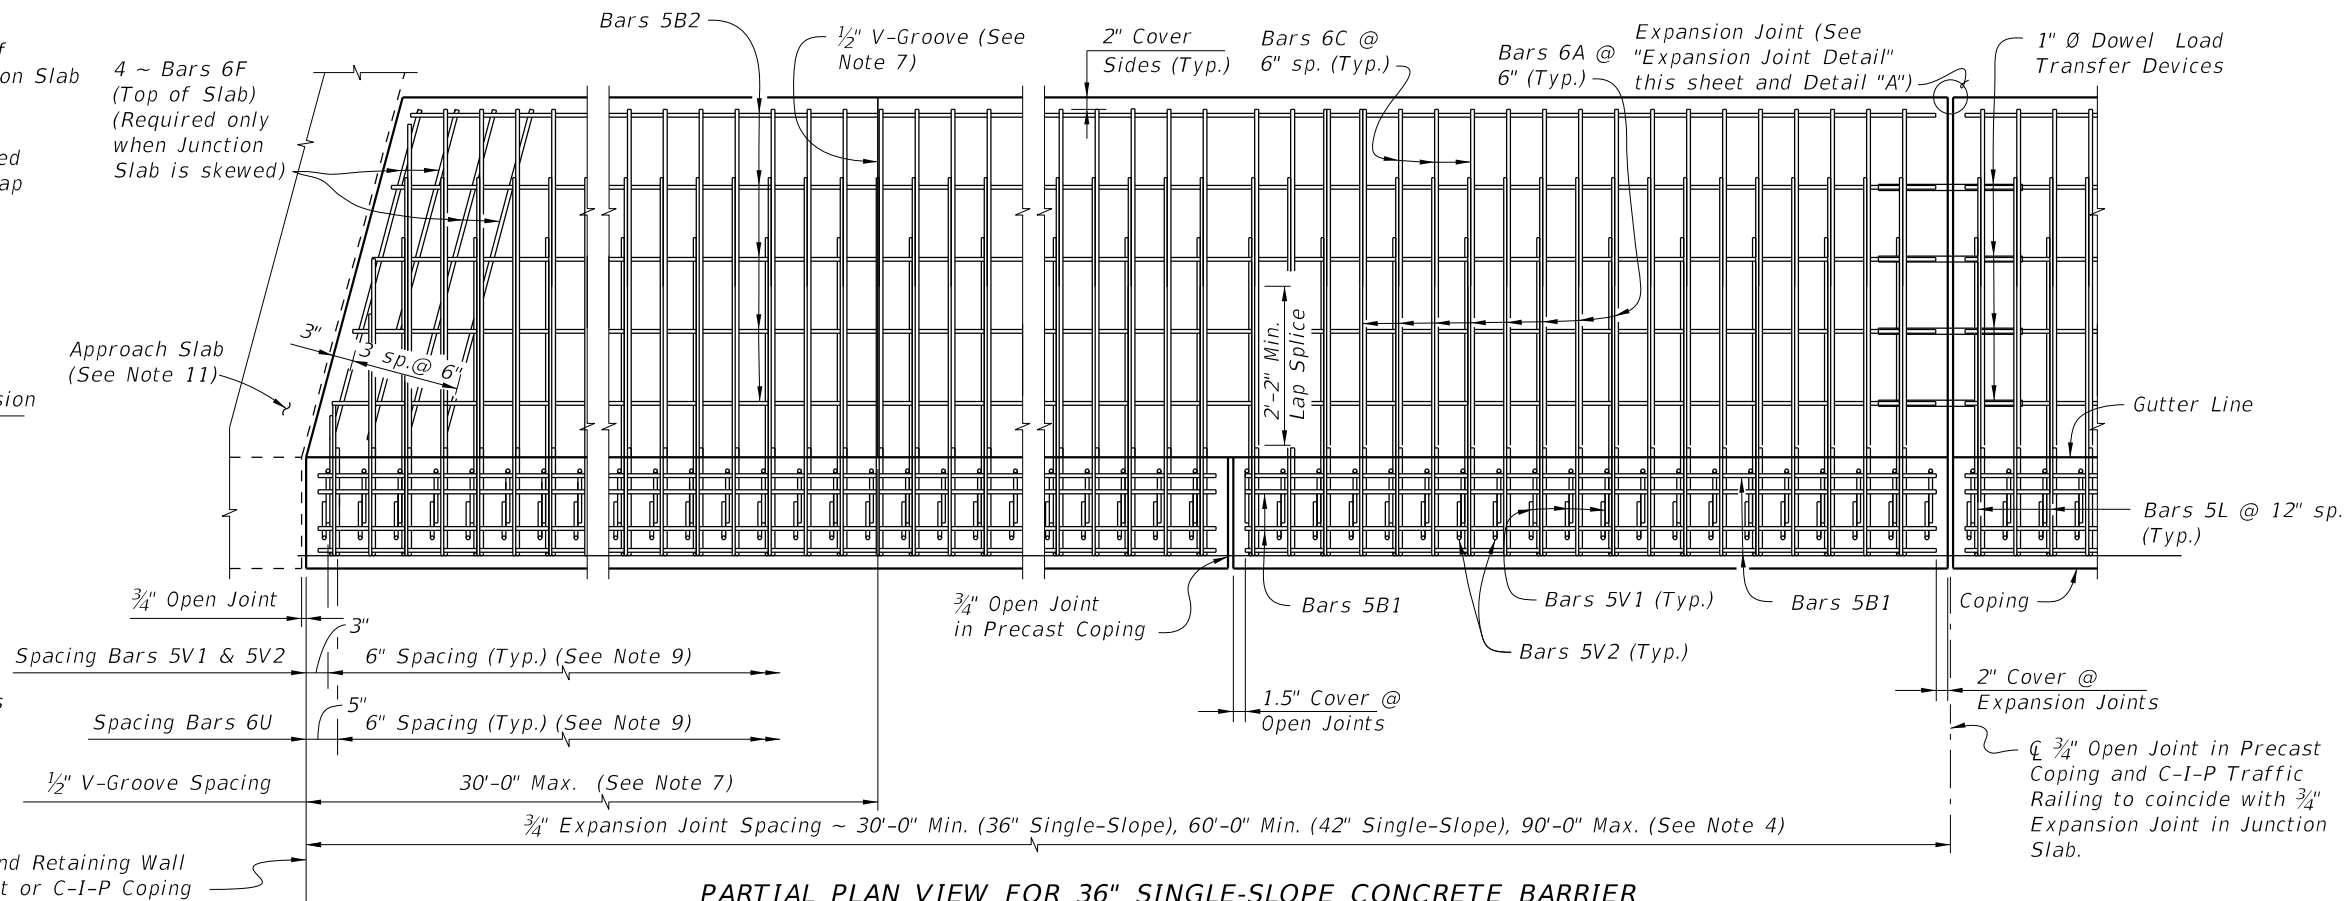 f
on Slab
4 ~ Bars 6F
(Top of Slab)
(Required only
when Junction
Slab is skewed)
ed
ap
Bars 5B2
½" V-Groove (See
Note 7)
2" Cover
Sides (Typ.)
Bars 6C @
6" sp. (Typ.)
Bars 6A @
6" (Typ.)
Expansion Joint (See
"Expansion Joint Detail"
this sheet and Detail "A")
1" Ø Dowel Load
Transfer Devices
3"
3 sp.@ 6"
Approach Slab
(See Note 11)
sion
2'-2" Min.
Lap Splice
Gutter Line
Bars 5L @ 12" sp.
(Typ.)
¾" Open Joint
¾" Open Joint
in Precast Coping
Bars 5B1
Bars 5V1 (Typ.)
Bars 5B1
Coping
Bars 5V2 (Typ.)
3"
Spacing Bars 5V1 & 5V2
6" Spacing (Typ.) (See Note 9)
s
5"
Spacing Bars 6U
6" Spacing (Typ.) (See Note 9)
1.5" Cover @
Open Joints
2" Cover @
Expansion Joints
℄ ¾" Open Joint in Precast
Coping and C-I-P Traffic
Railing to coincide with ¾"
Expansion Joint in Junction
Slab.
½" V-Groove Spacing
30'-0" Max. (See Note 7)
¾" Expansion Joint Spacing ~ 30'-0" Min. (36" Single-Slope), 60'-0" Min. (42" Single-Slope), 90'-0" Max. (See Note 4)
nd Retaining Wall
t or C-I-P Coping
PARTIAL PLAN VIEW FOR 36" SINGLE-SLOPE CONCRETE BARRIER